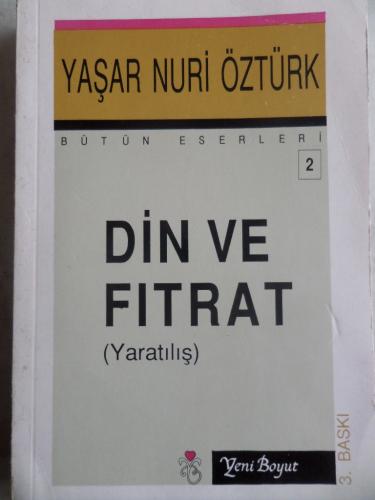 YAŞAR NURİ ÖZTÜRK
BÜTÜN ESERLERİ
2
DİN VE
FITRAT
(Yaratılış)
Yeni Boyut
3. BASKI